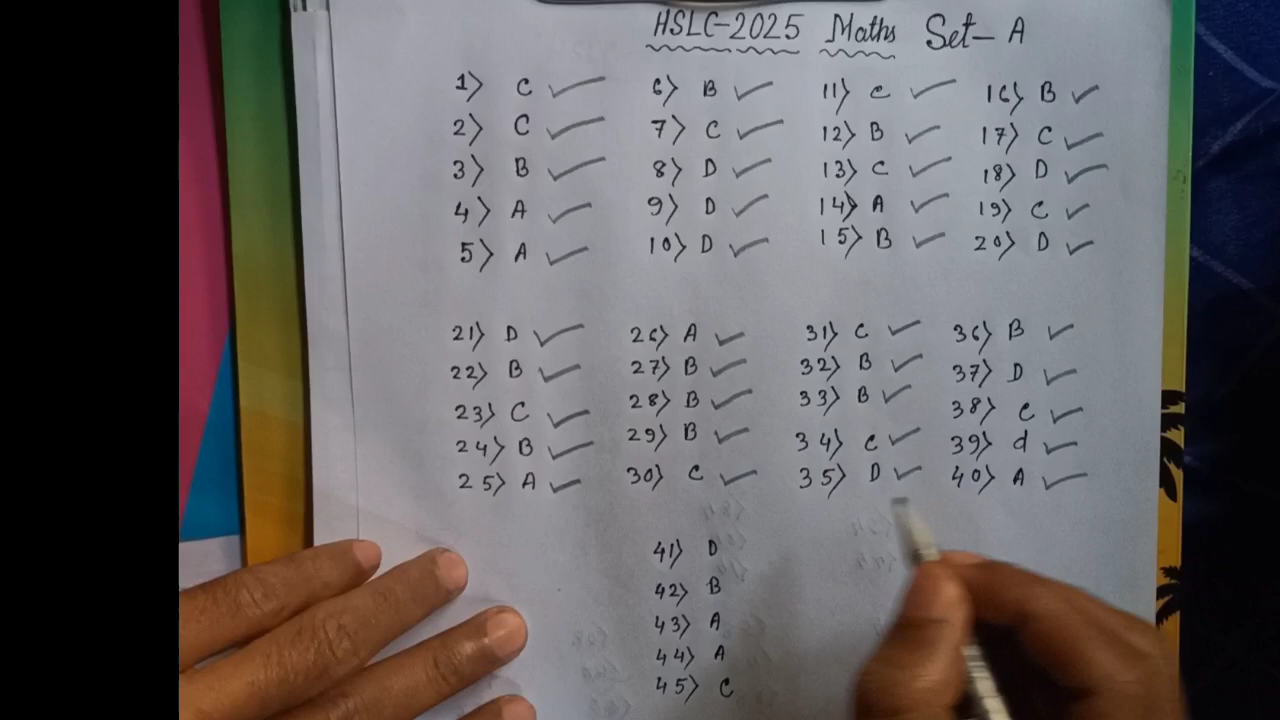 HSLC-2025 Maths Set-A
1) C 6) B 11) c 16) B
2) C 7) C 12) B 17) C
3) B 8) D 13) C 18) D
4) A 9) D 14) A 19) C
5) A 10) D 15) B 20) D
21) D 26) A 31) C 36) B
22) B 27) B 32) B 37) D
23) C 28) B 33) B 38) c
24) B 29) B 34) C 39) d
25) A 30) C 35) D 40) A
41) D
42) B
43) A
44) A
45) C